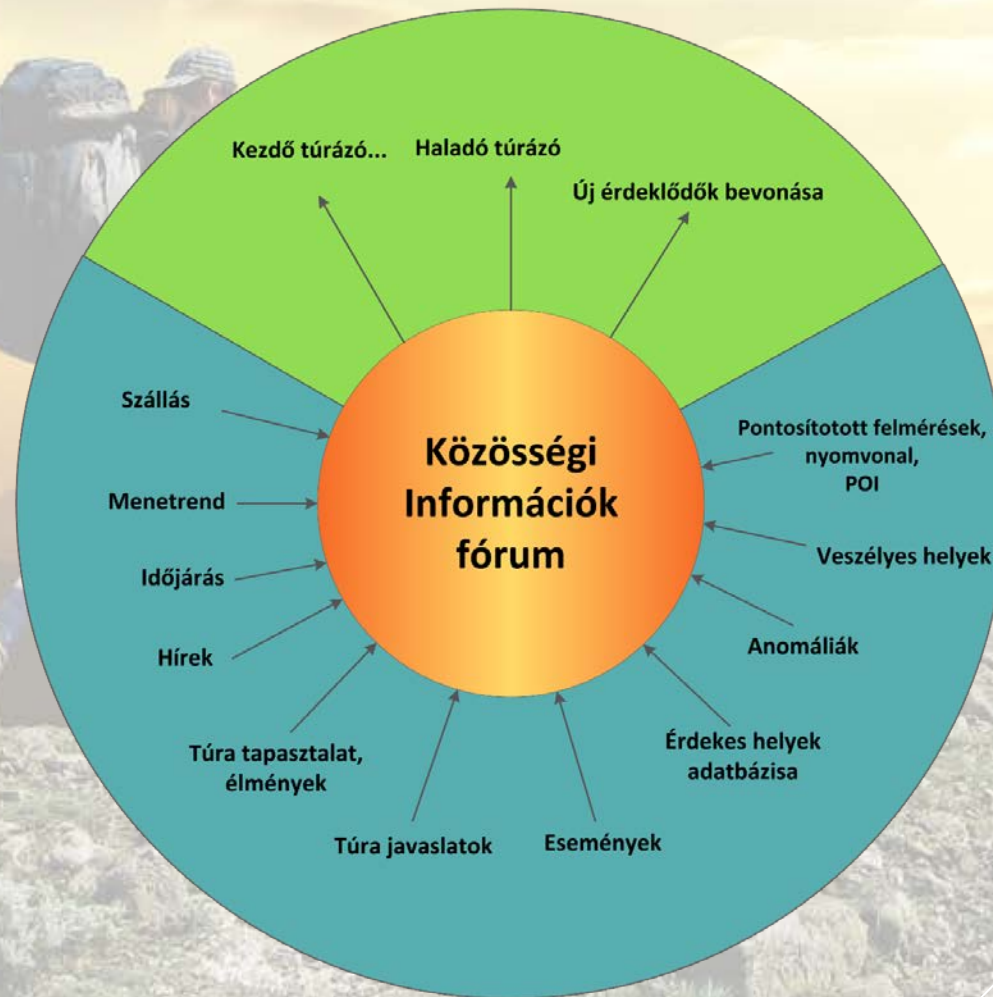 Kezdő túrázó...
Haladó túrázó
Új érdeklődők bevonása
Szállás
Menetrend
Időjárás
Hírek
Túra tapasztalat,
élmények
Túra javaslatok
Események
Érdekes helyek
adatbázisa
Anomáliák
Veszélyes helyek
Pontosítotott felmérések,
nyomvonal,
POI
Közösségi
Információk
fórum